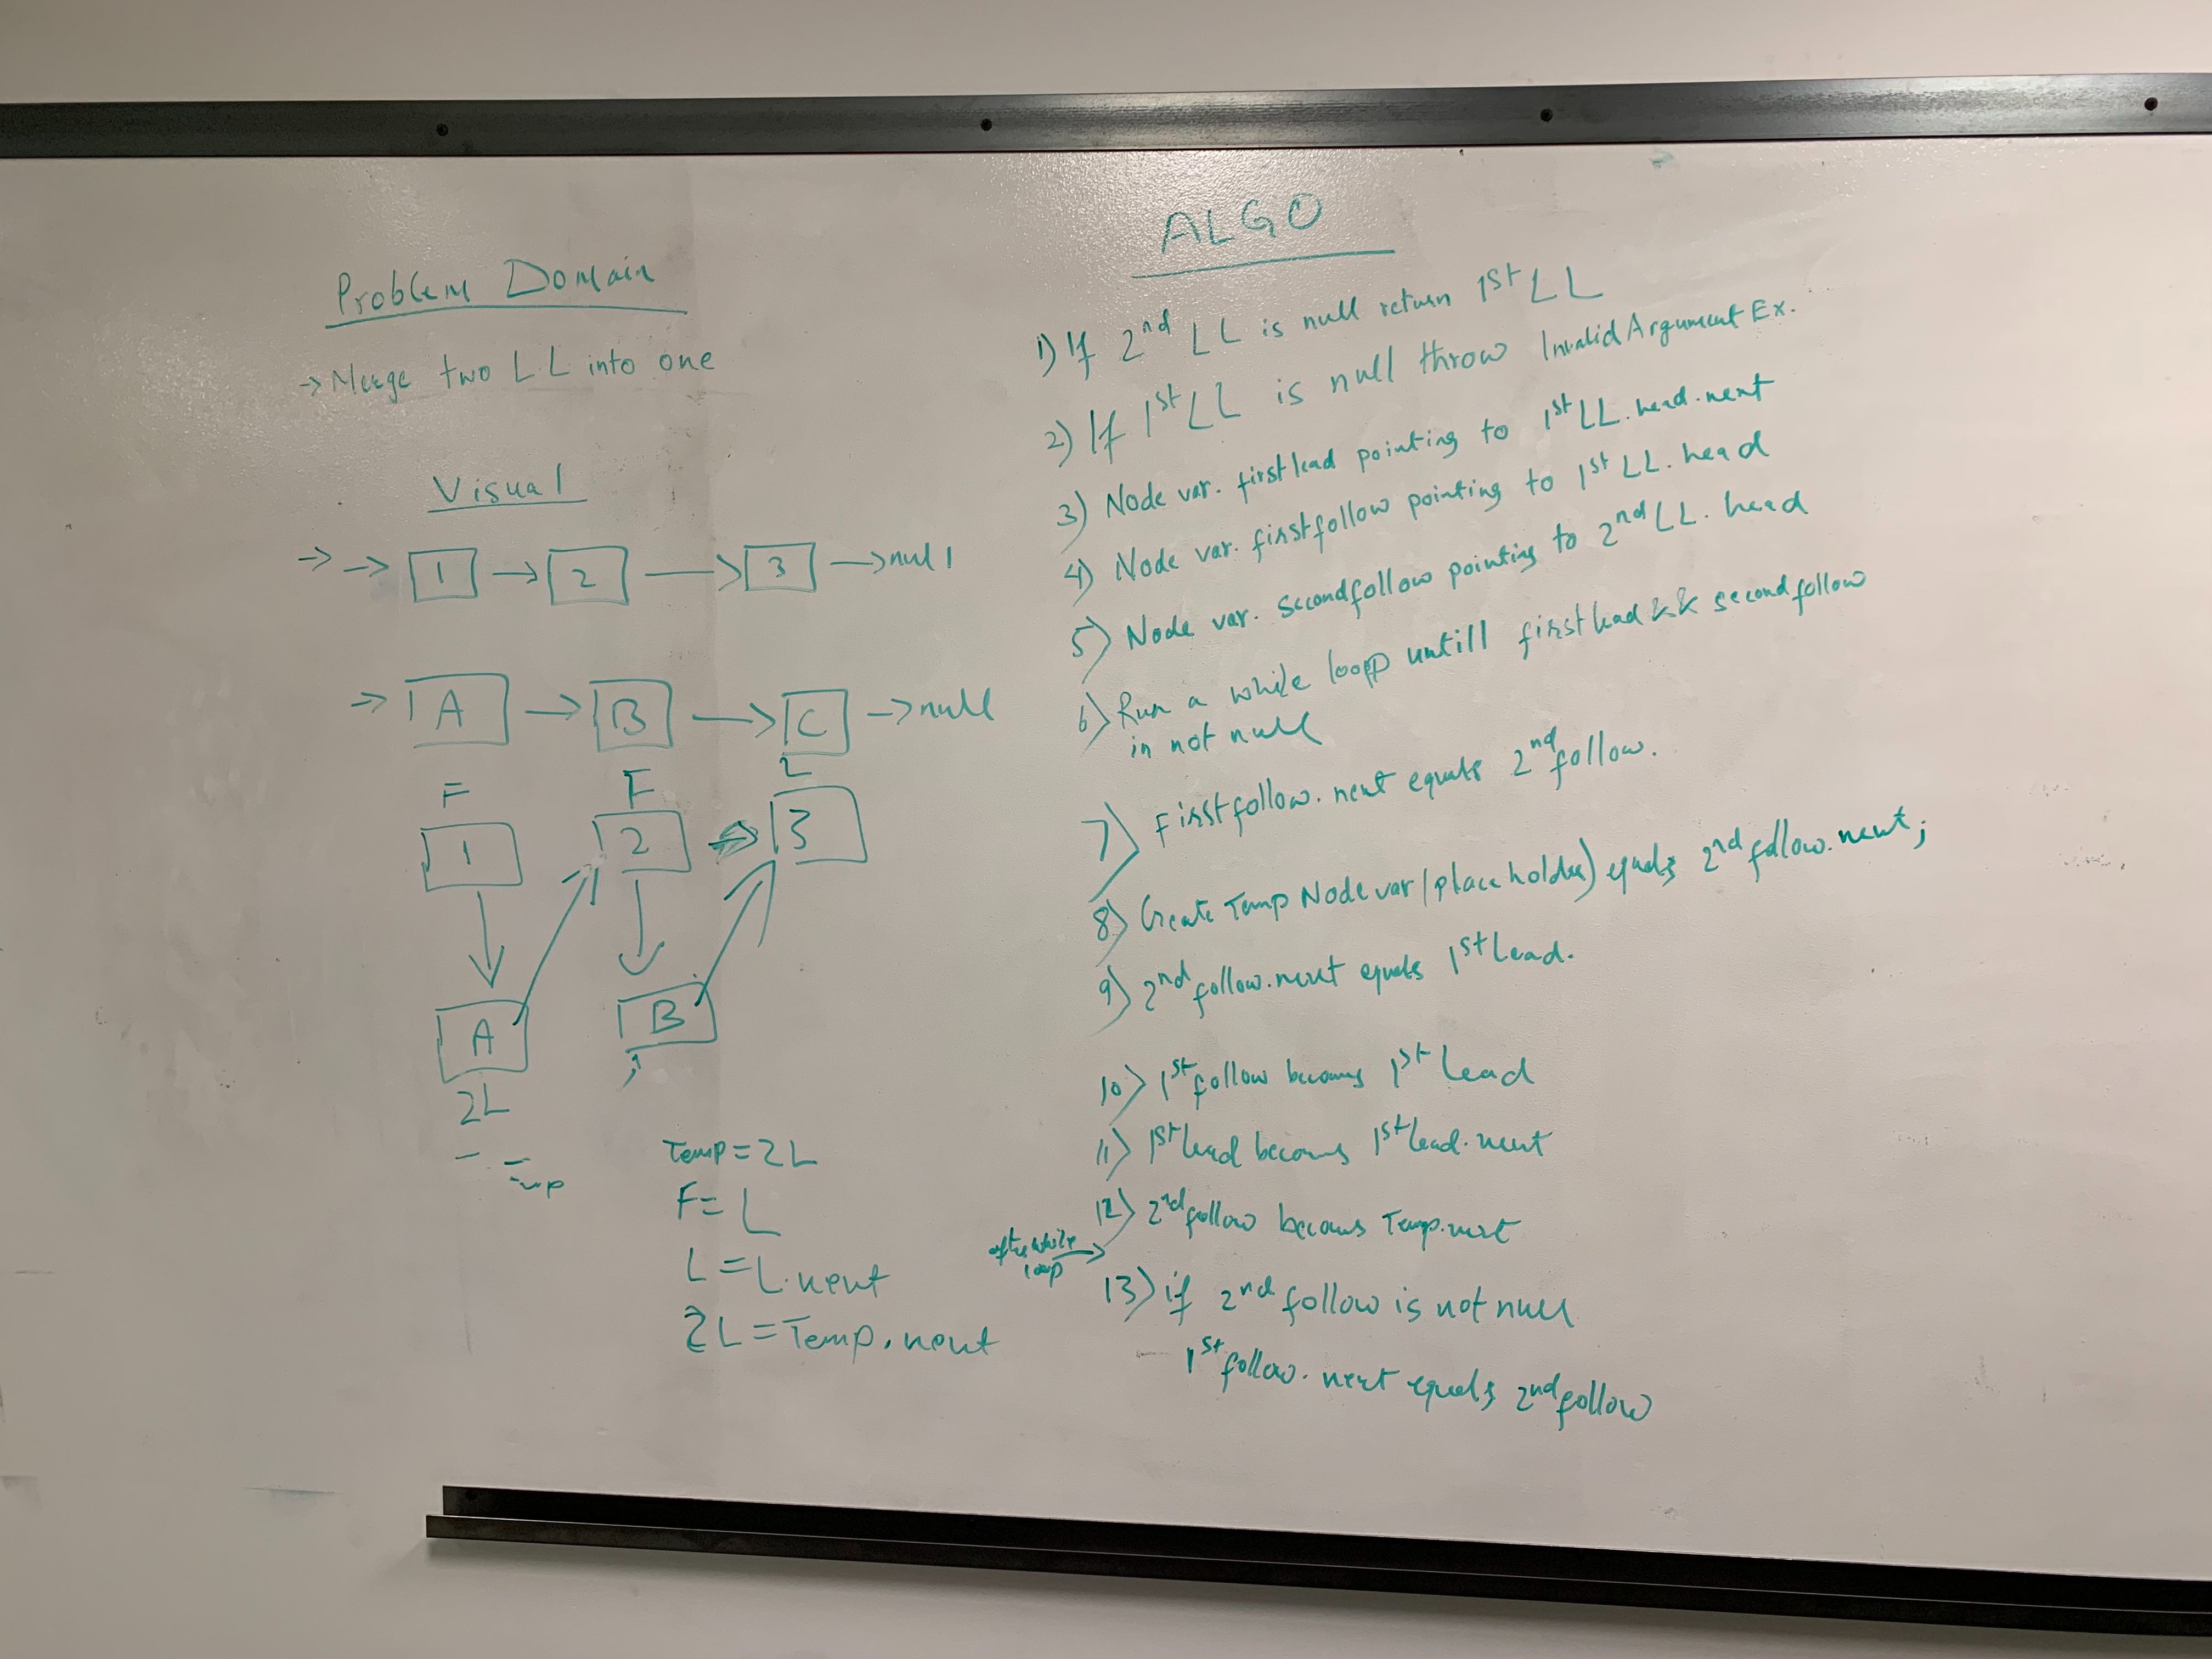 Problem Domain
→ Merge two LL into one
Visual
→ → 1 → 2 → 3 → null
→ A → B → C → null
F F L
1 2 → 3
A B
2L
Temp = 2L
F = L
L = L.next
2L = Temp.next
ALGO
1) If 2nd LL is null return 1st LL
2) If 1st LL is null throw Invalid Argument Ex.
3) Node var. firstlead pointing to 1st LL.head.next
4) Node var. firstfollow pointing to 1st LL.head
5) Node var. secondfollow pointing to 2nd LL.head
6) Run a while loop untill firstlead && secondfollow
in not null
7) Firstfollow.next equals 2nd follow.
8) Create Temp Node var (place holder) equals 2nd follow.next;
9) 2nd follow.next equals 1st Lead.
10) 1st follow becomes 1st Lead
11) 1st lead becomes 1st lead.next
12) 2nd follow becomes Temp.next
after while
loop →
13) if 2nd follow is not null
1st follow.next equals 2nd follow